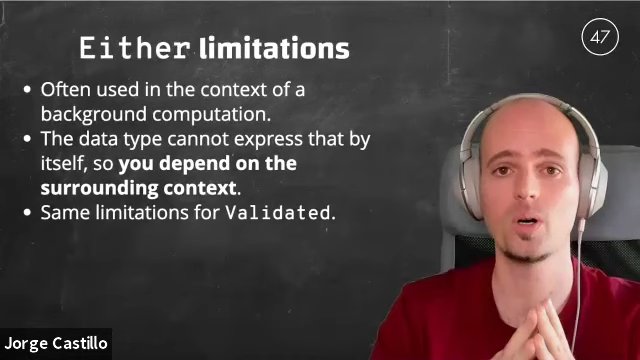 Either limitations
47
• Often used in the context of a
background computation.
• The data type cannot express that by
itself, so you depend on the
surrounding context.
• Same limitations for Validated.
Jorge Castillo